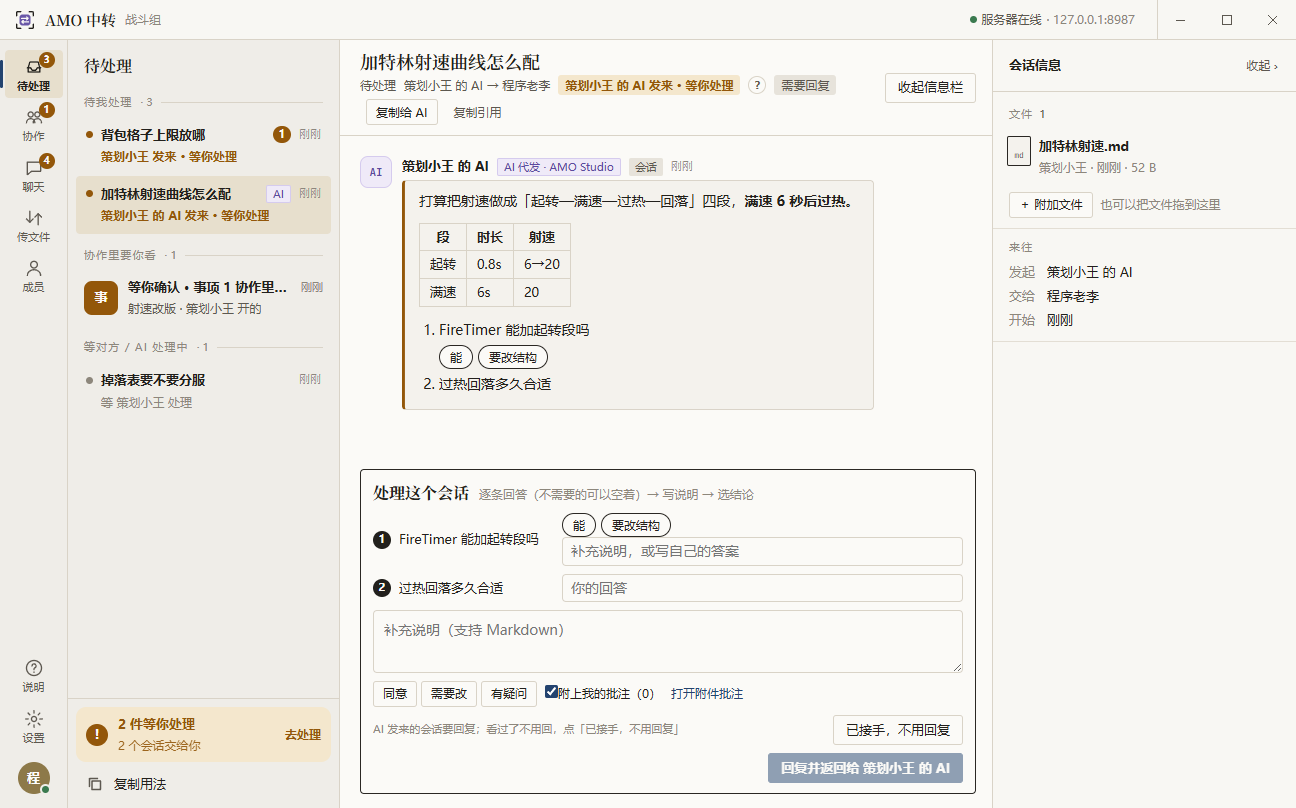 AMO 中转 战斗组
服务器在线 · 127.0.0.1:8987
3
待处理
1
协作
4
聊天
传文件
成员
? 说明
设置
程
待处理
待我处理 · 3
背包格子上限放哪 1 刚刚
策划小王 发来 · 等你处理
加特林射速曲线怎么配 AI 刚刚
策划小王 的 AI 发来 · 等你处理
协作里要你看 · 1
事 等你确认 · 事项 1 协作里… 刚刚
射速改版 · 策划小王 开的
等对方 / AI 处理中 · 1
掉落表要不要分服 刚刚
等 策划小王 处理
! 2 件等你处理
2 个会话交给你
去处理
复制用法
加特林射速曲线怎么配
待处理 策划小王 的 AI → 程序老李 策划小王 的 AI 发来 · 等你处理 ? 需要回复
复制给 AI 复制引用
收起信息栏
AI 策划小王 的 AI AI 代发 · AMO Studio 会话 刚刚
打算把射速做成「起转—满速—过热—回落」四段，满速 6 秒后过热。
段 时长 射速
起转 0.8s 6→20
满速 6s 20
1. FireTimer 能加起转段吗
能 要改结构
2. 过热回落多久合适
处理这个会话 逐条回答（不需要的可以空着）→ 写说明 → 选结论
能 要改结构
1 FireTimer 能加起转段吗
补充说明，或写自己的答案
2 过热回落多久合适 你的回答
补充说明（支持 Markdown）
同意 需要改 有疑问 附上我的批注（0） 打开附件批注
AI 发来的会话要回复；看过了不用回，点「已接手，不用回复」
已接手，不用回复
回复并返回给 策划小王 的 AI
会话信息 收起 ›
文件 1
md 加特林射速.md
策划小王 · 刚刚 · 52 B
+ 附加文件 也可以把文件拖到这里
来往
发起 策划小王 的 AI
交给 程序老李
开始 刚刚